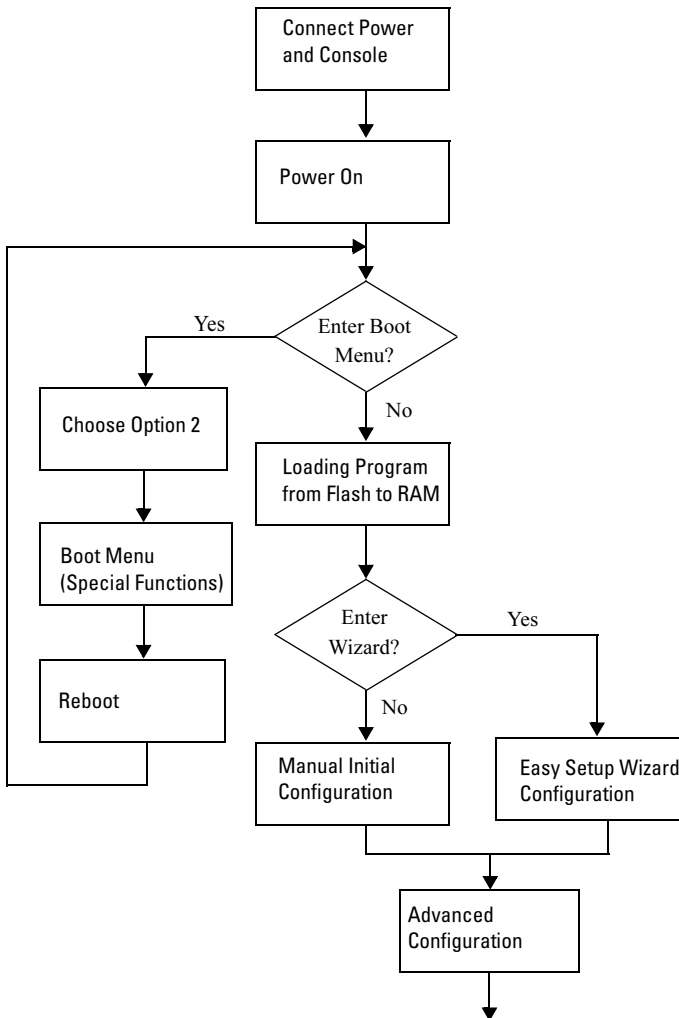 Connect Power
and Console
Power On
Enter Boot
Menu?
Yes
No
Choose Option 2
Loading Program
from Flash to RAM
Boot Menu
(Special Functions)
Enter
Wizard?
Yes
No
Reboot
Manual Initial
Configuration
Easy Setup Wizard
Configuration
Advanced
Configuration